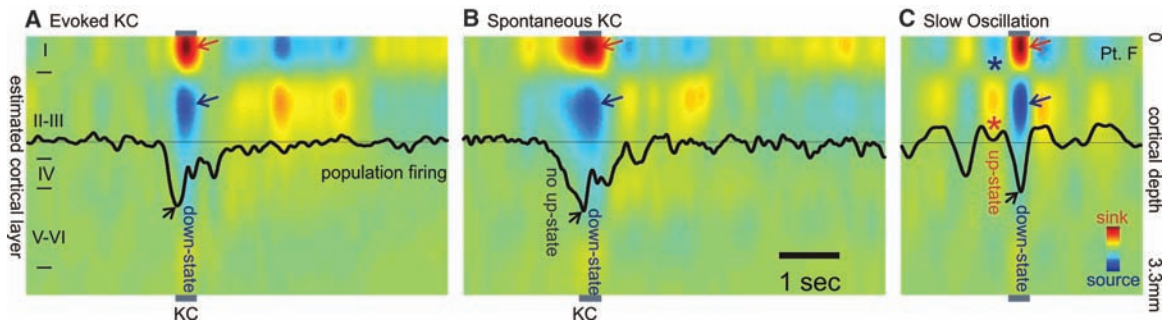 A Evoked KC
B Spontaneous KC
C Slow Oscillation
estimated cortical layer
I
II-III
IV
V-VI
population firing
down-state
KC
no up-state
down-state
1 sec
KC
Pt. F
*
*
up-state
down-state
sink
source
0
cortical depth
3.3mm